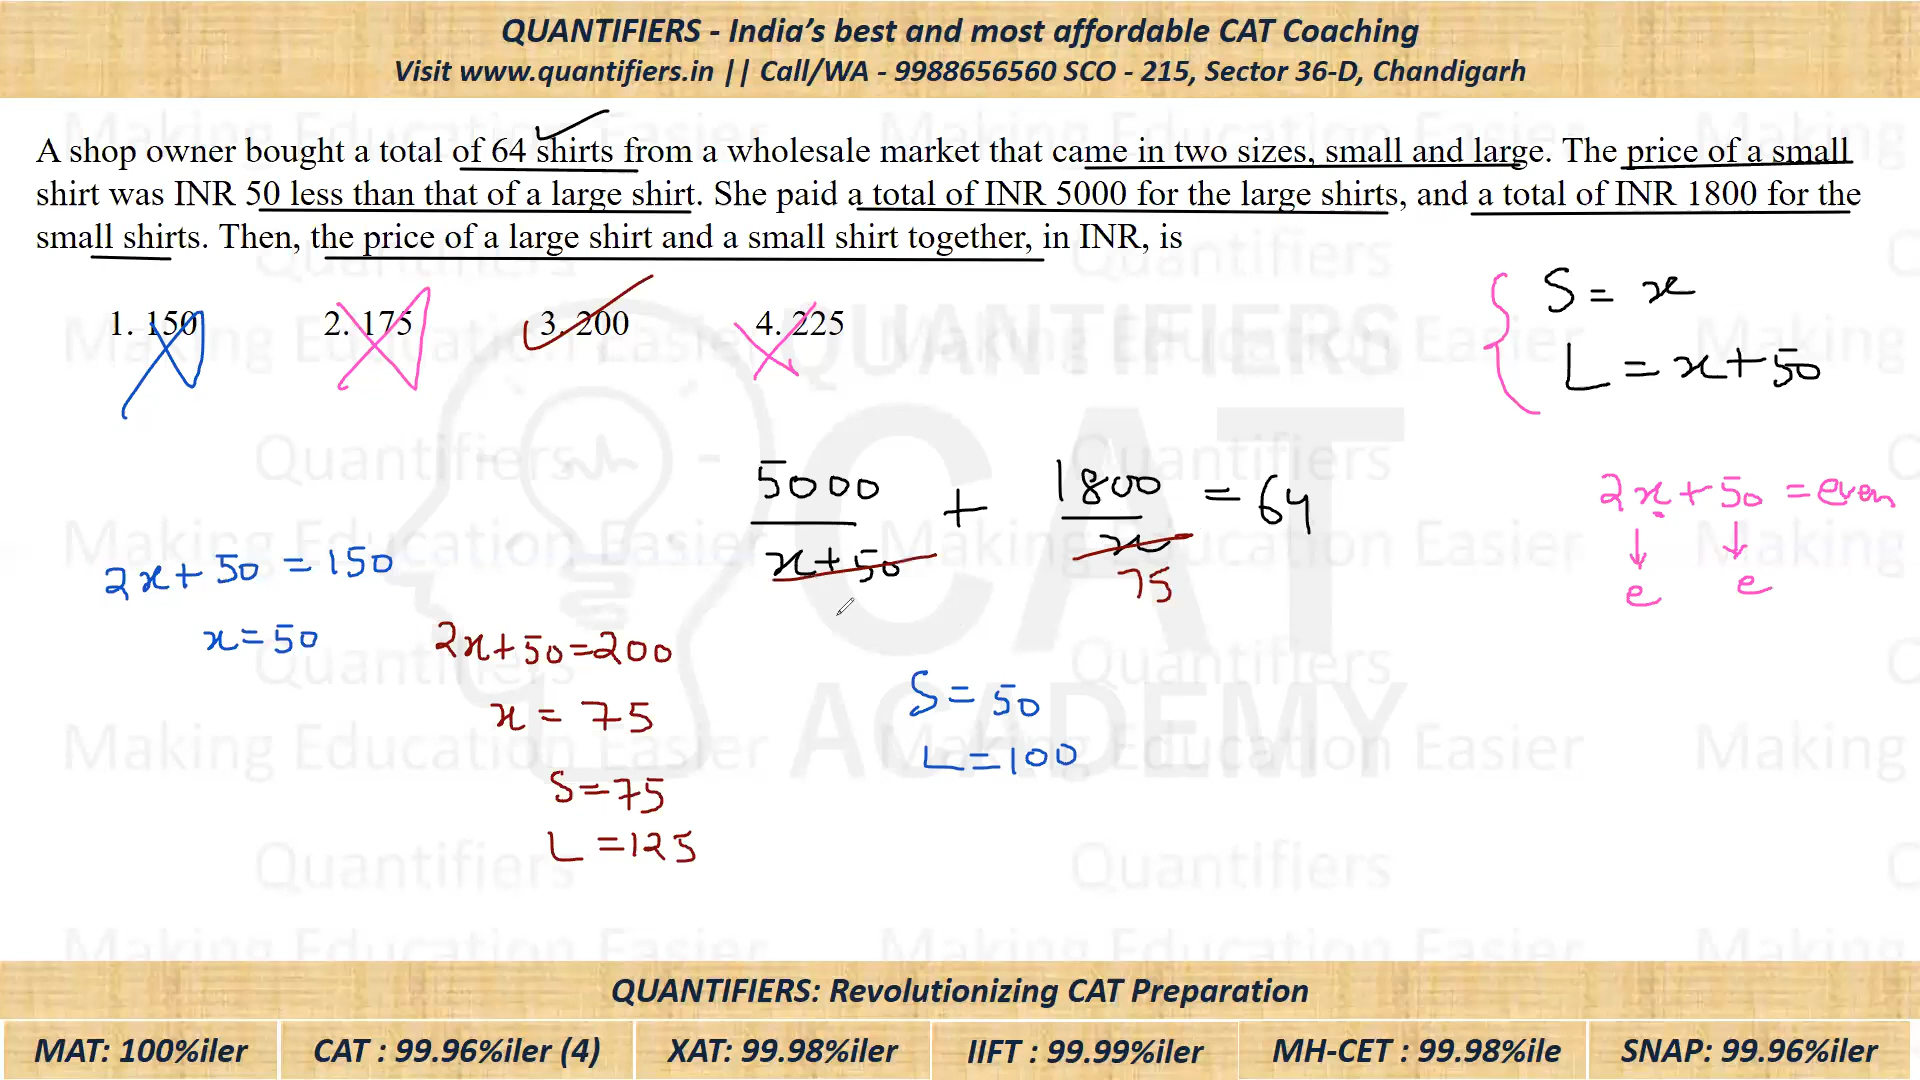 QUANTIFIERS - India's best and most affordable CAT Coaching
Visit www.quantifiers.in || Call/WA - 9988656560 SCO - 215, Sector 36-D, Chandigarh
A shop owner bought a total of 64 shirts from a wholesale market that came in two sizes, small and large. The price of a small
shirt was INR 50 less than that of a large shirt. She paid a total of INR 5000 for the large shirts, and a total of INR 1800 for the
small shirts. Then, the price of a large shirt and a small shirt together, in INR, is
1. 150 2. 175 3. 200 4. 225
S = x
L = x+50
5000 / x+50 + 1800 / x = 64
75
2x+50 = even
e e
2x+50 = 150
x=50
2x+50=200
x = 75
S=75
L=125
S= 50
L=100
QUANTIFIERS
CAT
ACADEMY
Making Education Easier
Quantifiers
QUANTIFIERS: Revolutionizing CAT Preparation
MAT: 100%iler CAT : 99.96%iler (4) XAT: 99.98%iler IIFT : 99.99%iler MH-CET : 99.98%ile SNAP: 99.96%iler